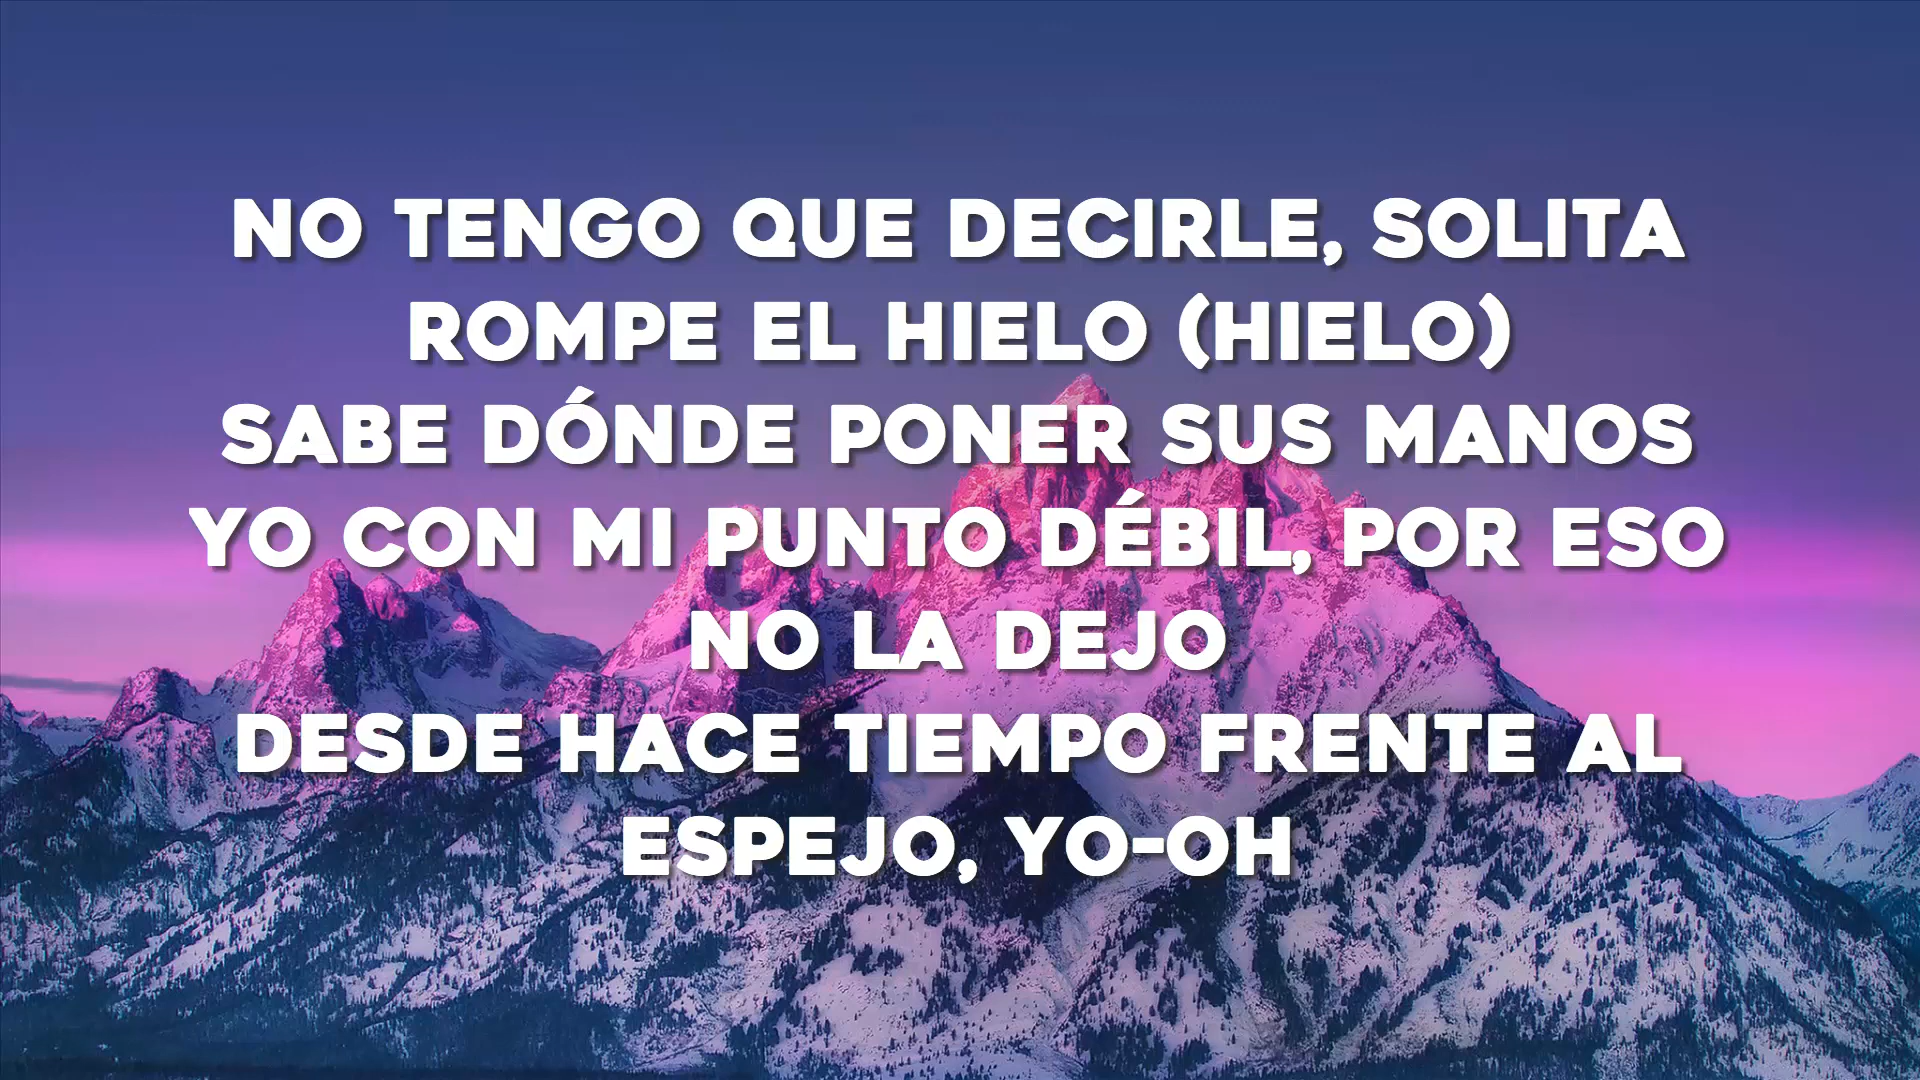 NO TENGO QUE DECIRLE, SOLITA
ROMPE EL HIELO (HIELO)
SABE DÓNDE PONER SUS MANOS
YO CON MI PUNTO DÉBIL, POR ESO
NO LA DEJO
DESDE HACE TIEMPO FRENTE AL
ESPEJO, YO-OH